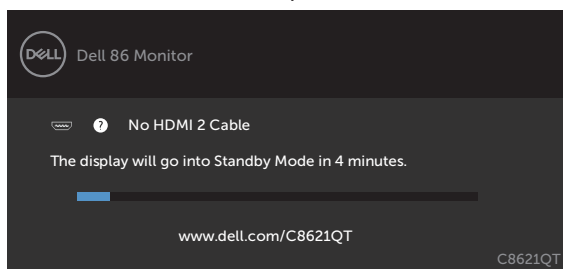 DELL
Dell 86 Monitor
? No HDMI 2 Cable
The display will go into Standby Mode in 4 minutes.
www.dell.com/C8621QT
C8621QT